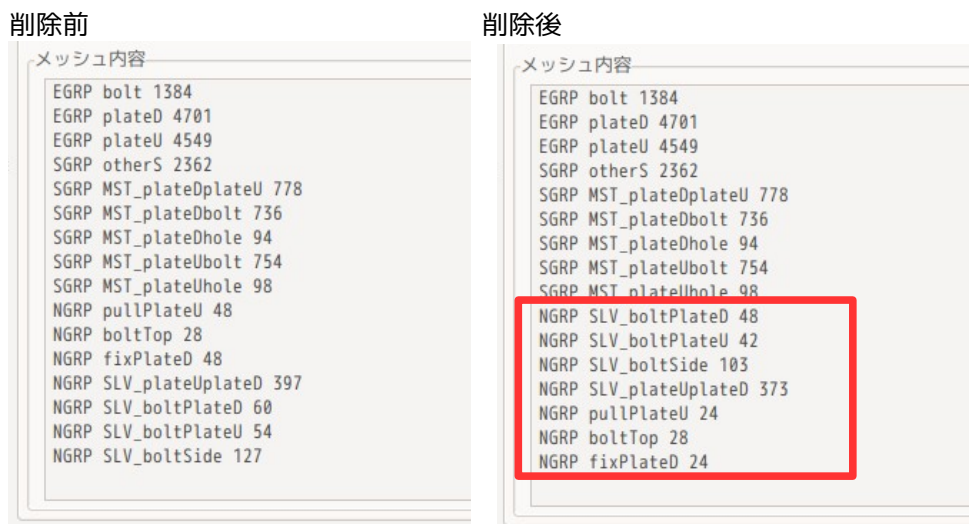 削除前
メッシュ内容
EGRP bolt 1384
EGRP plateD 4701
EGRP plateU 4549
SGRP otherS 2362
SGRP MST_plateDplateU 778
SGRP MST_plateDbolt 736
SGRP MST_plateDhole 94
SGRP MST_plateUbolt 754
SGRP MST_plateUhole 98
NGRP pullPlateU 48
NGRP boltTop 28
NGRP fixPlateD 48
NGRP SLV_plateUplateD 397
NGRP SLV_boltPlateD 60
NGRP SLV_boltPlateU 54
NGRP SLV_boltSide 127
削除後
メッシュ内容
EGRP bolt 1384
EGRP plateD 4701
EGRP plateU 4549
SGRP otherS 2362
SGRP MST_plateDplateU 778
SGRP MST_plateDbolt 736
SGRP MST_plateDhole 94
SGRP MST_plateUbolt 754
SGRP MST_plateUhole 98
NGRP SLV_boltPlateD 48
NGRP SLV_boltPlateU 42
NGRP SLV_boltSide 103
NGRP SLV_plateUplateD 373
NGRP pullPlateU 24
NGRP boltTop 28
NGRP fixPlateD 24